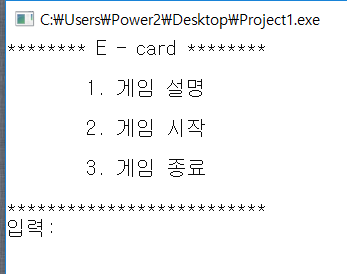 C:₩Users₩Power2₩Desktop₩Project1.exe
******** E - card ********
1. 게임 설명
2. 게임 시작
3. 게임 종료
**************************
입력: